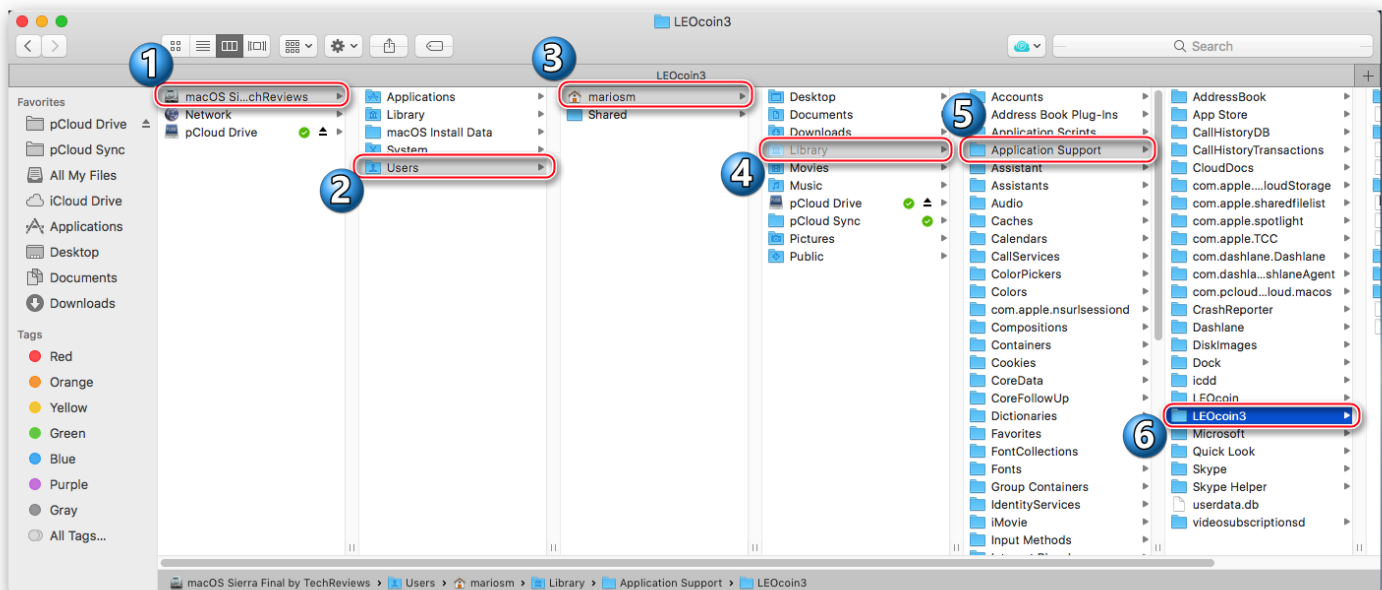 LEOcoin3
Search
LEOcoin3
+
Favorites
pCloud Drive
pCloud Sync
All My Files
iCloud Drive
Applications
Desktop
Documents
Downloads
Tags
Red
Orange
Yellow
Green
Blue
Purple
Gray
All Tags...
1
macOS Si...chReviews
Network
pCloud Drive
2
Applications
Library
macOS Install Data
System
Users
3
mariosm
Shared
4
Desktop
Documents
Downloads
Library
Movies
Music
pCloud Drive
pCloud Sync
Pictures
Public
5
Accounts
Address Book Plug-Ins
Application Scripts
Application Support
Assistant
Assistants
Audio
Caches
Calendars
CallServices
ColorPickers
Colors
com.apple.nsurlsessiond
Compositions
Containers
Cookies
CoreData
CoreFollowUp
Dictionaries
Favorites
FontCollections
Fonts
Group Containers
IdentityServices
iMovie
Input Methods
6
AddressBook
App Store
CallHistoryDB
CallHistoryTransactions
CloudDocs
com.apple....loudStorage
com.apple.sharedfilelist
com.apple.spotlight
com.apple.TCC
com.dashlane.Dashlane
com.dashla...shlaneAgent
com.pcloud...loud.macos
CrashReporter
Dashlane
DiskImages
Dock
icdd
LEOcoin
LEOcoin3
Microsoft
Quick Look
Skype
Skype Helper
userdata.db
videosubscriptionsd
macOS Sierra Final by TechReviews › Users › mariosm › Library › Application Support › LEOcoin3